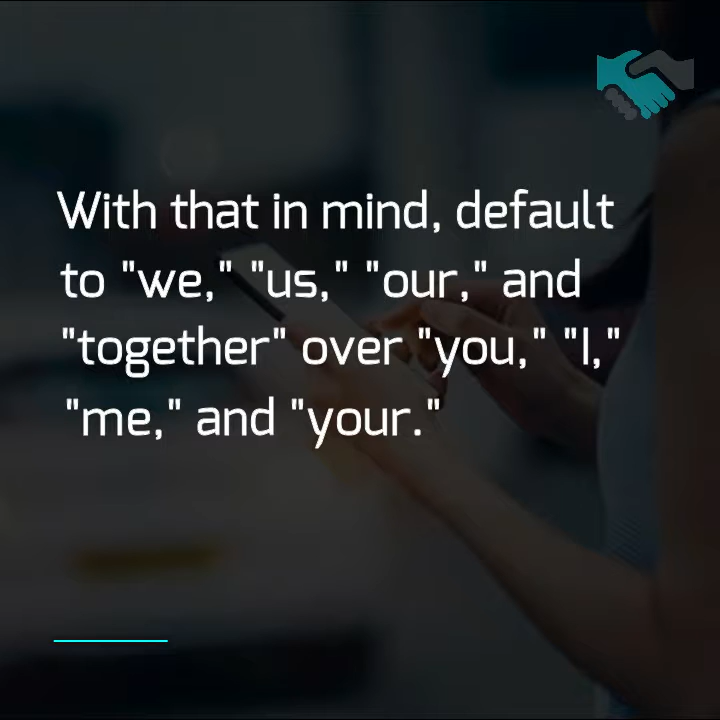 With that in mind, default
to "we," "us," "our," and
"together" over "you," "I,"
"me," and "your."